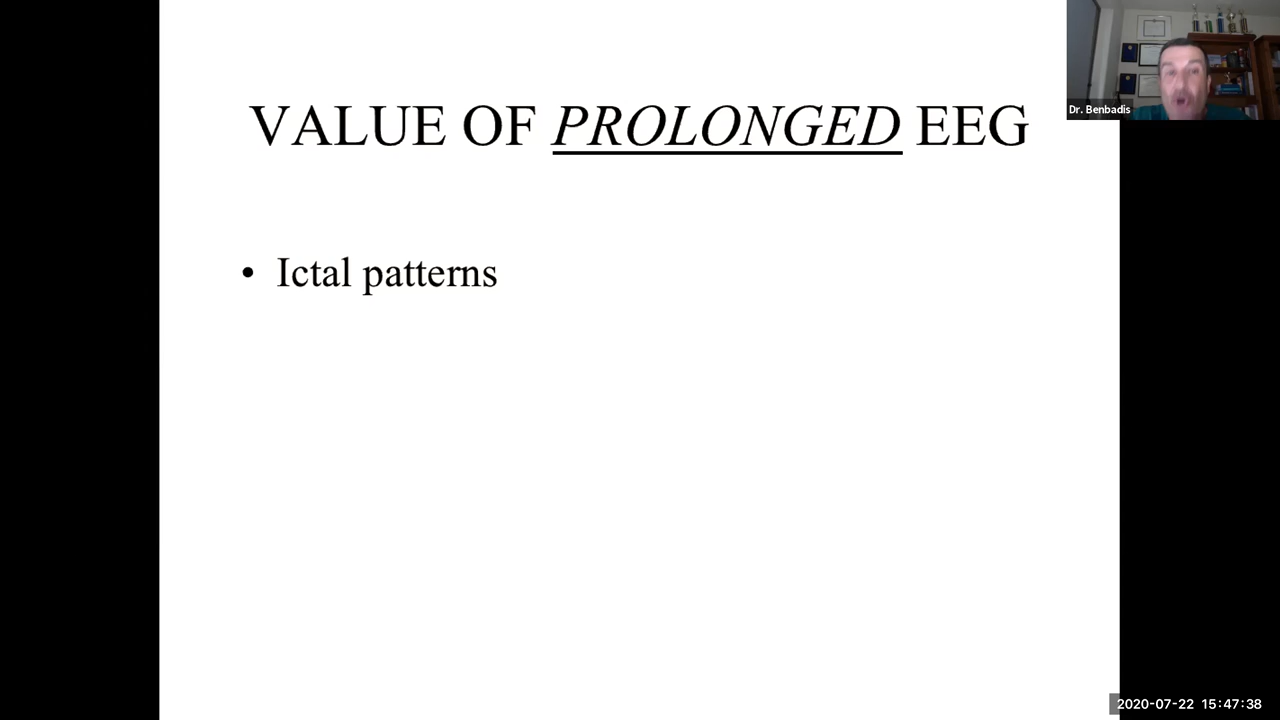 VALUE OF PROLONGED EEG
• Ictal patterns
Dr. Benbadis
2020-07-22 15:47:38